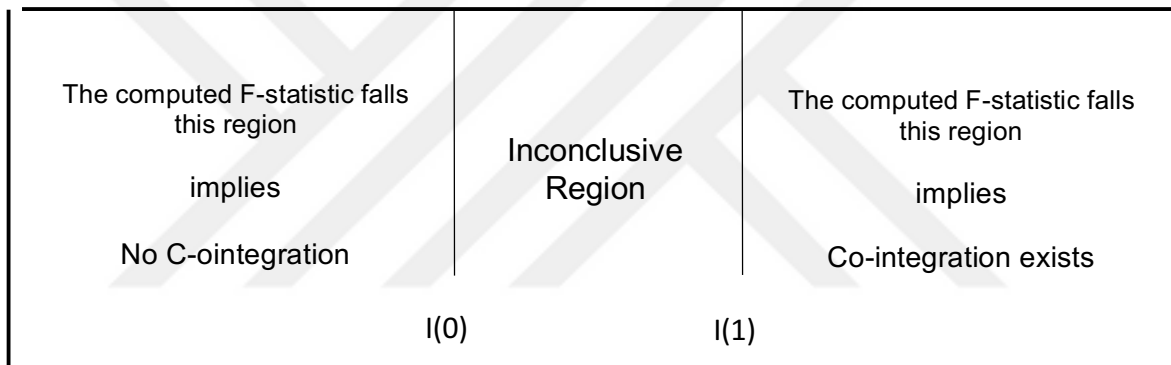 The computed F-statistic falls
this region
implies
No C-ointegration
Inconclusive
Region
The computed F-statistic falls
this region
implies
Co-integration exists
I(0)
I(1)